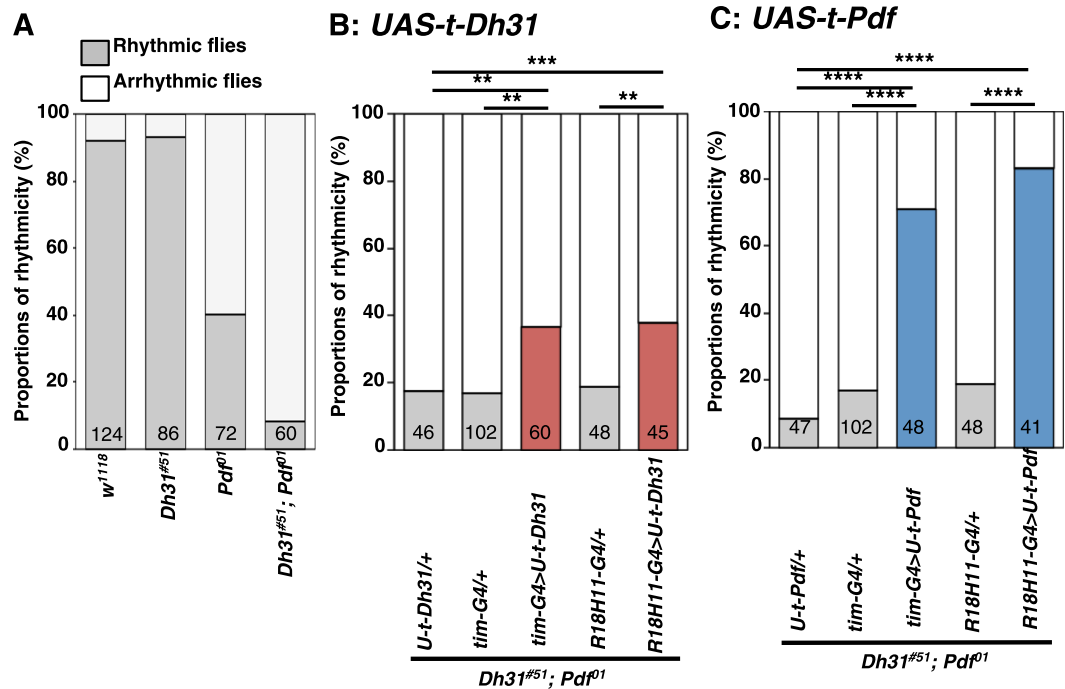 A
Rhythmic flies
Arrhythmic flies
Proportions of rhythmicity (%)
100
80
60
40
20
0
124
86
72
60
w1118
Dh31#51
Pdf01
Dh31#51; Pdf01
B: UAS-t-Dh31
***
**
**
**
Proportions of rhythmicity (%)
100
80
60
40
20
0
46
102
60
48
45
U-t-Dh31/+
tim-G4/+
tim-G4>U-t-Dh31
R18H11-G4/+
R18H11-G4>U-t-Dh31
Dh31#51; Pdf01
C: UAS-t-Pdf
****
****
****
****
Proportions of rhythmicity (%)
100
80
60
40
20
0
47
102
48
48
41
U-t-Pdf/+
tim-G4/+
tim-G4>U-t-Pdf
R18H11-G4/+
R18H11-G4>U-t-Pdf
Dh31#51; Pdf01